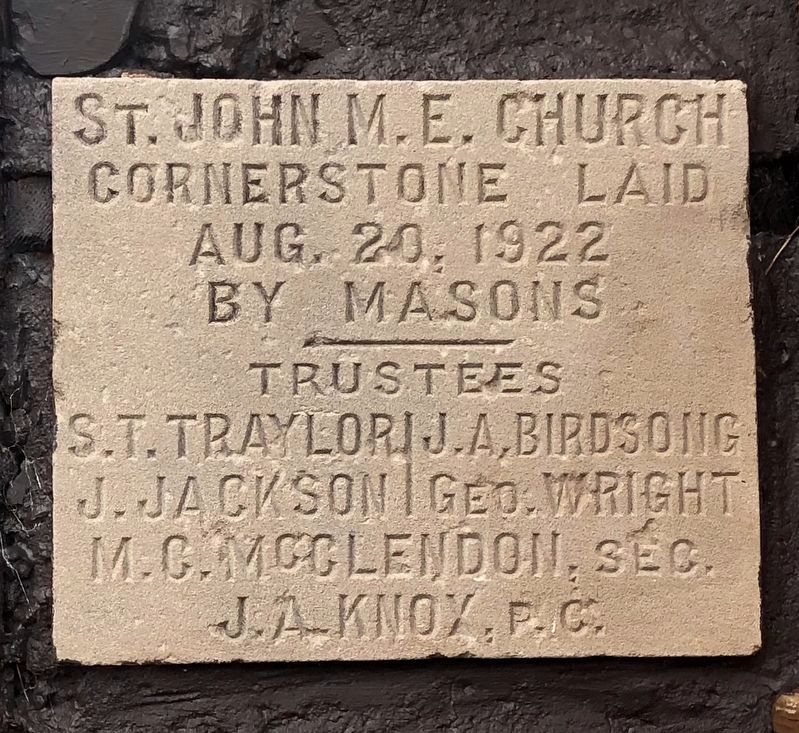 ST. JOHN M.E. CHURCH
CORNERSTONE LAID
AUG. 20, 1922
BY MASONS
TRUSTEES
S.T. TRAYLOR | J.A. BIRDSONG
J. JACKSON | GEO. WRIGHT
M.C. MCCLENDON, SEC.
J.A. KNOX, P.C.